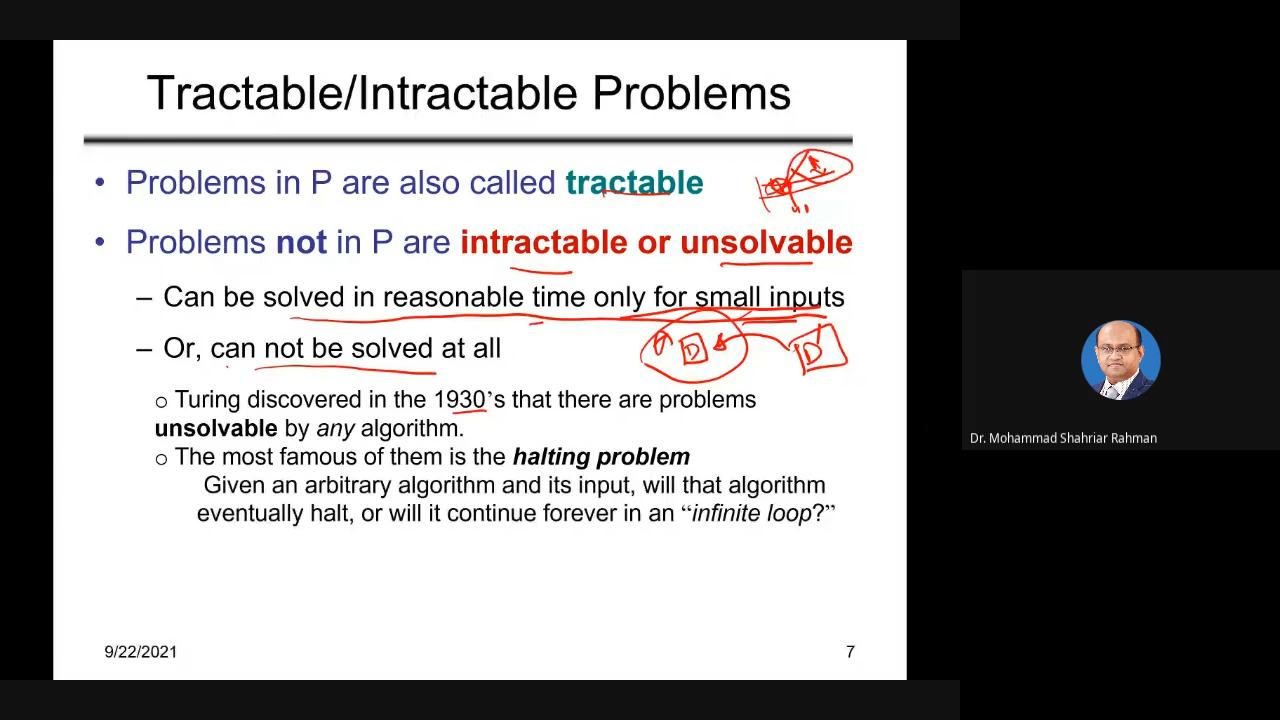 Tractable/Intractable Problems
• Problems in P are also called tractable
• Problems not in P are intractable or unsolvable
– Can be solved in reasonable time only for small inputs
– Or, can not be solved at all
D
D
o Turing discovered in the 1930's that there are problems
unsolvable by any algorithm.
o The most famous of them is the halting problem
Given an arbitrary algorithm and its input, will that algorithm
eventually halt, or will it continue forever in an “infinite loop?”
Dr. Mohammad Shahriar Rahman
9/22/2021
7